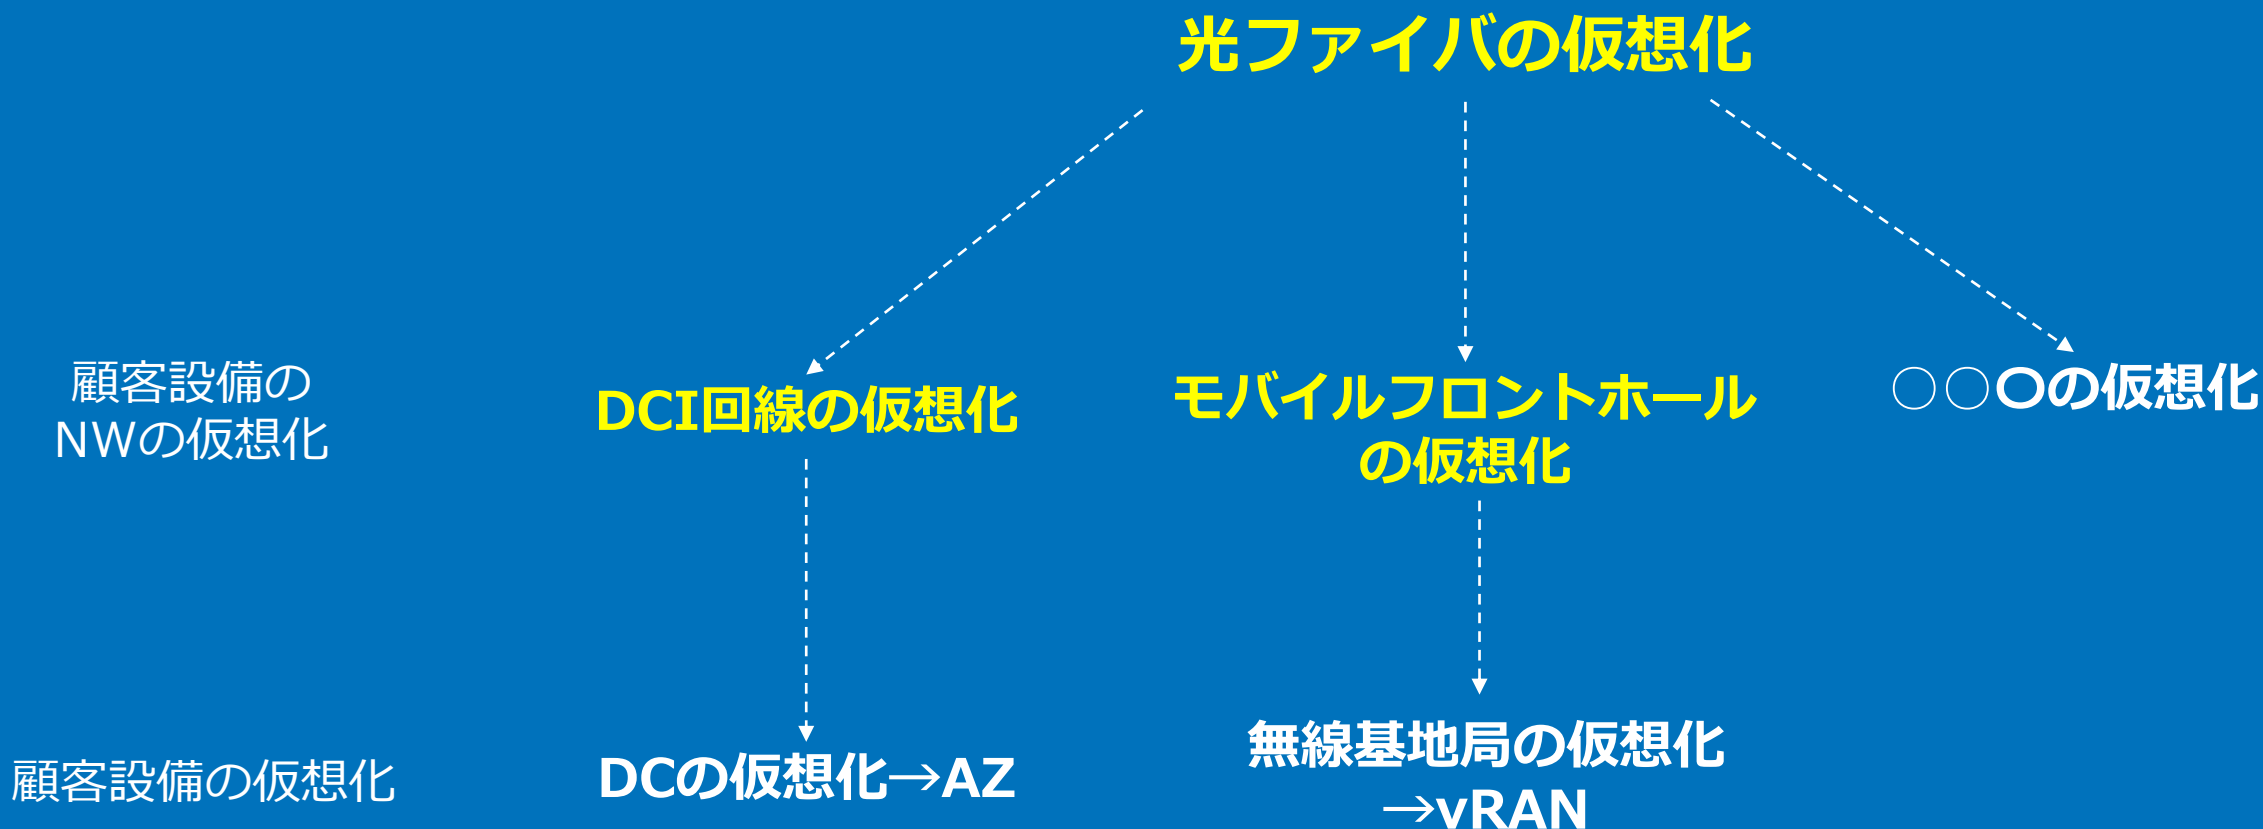 光ファイバの仮想化
顧客設備の
NWの仮想化
DCI回線の仮想化
モバイルフロントホール
の仮想化
○○〇の仮想化
顧客設備の仮想化
DCの仮想化→AZ
無線基地局の仮想化
→vRAN